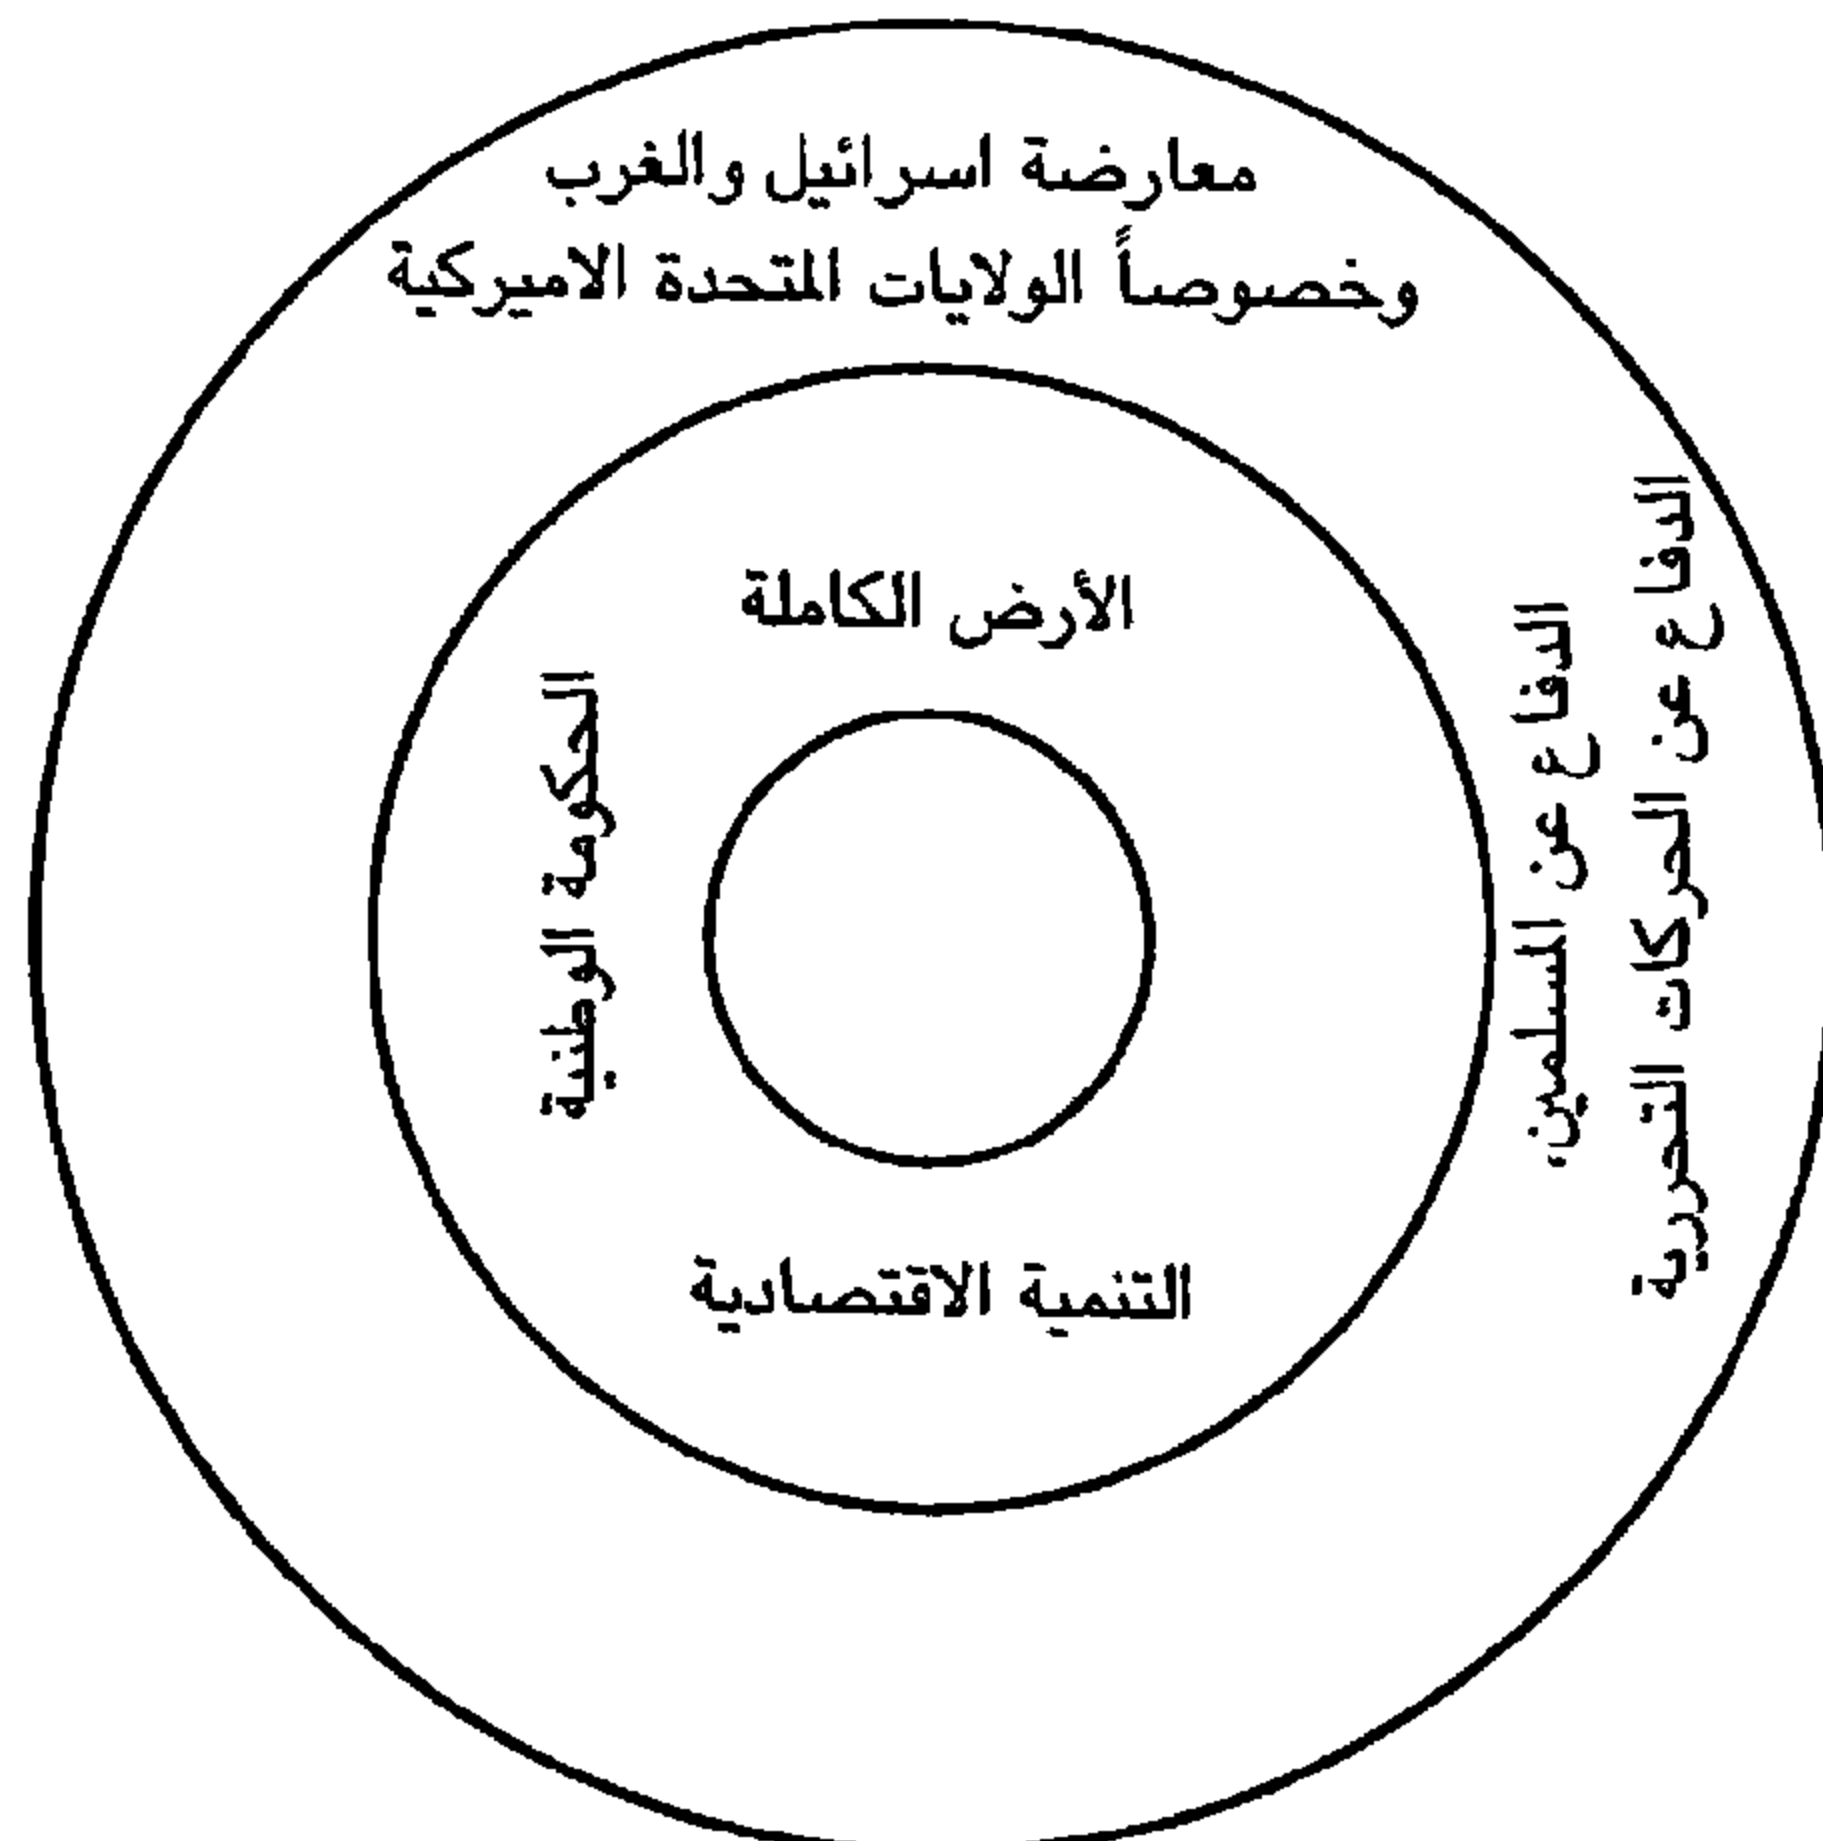 معارضة اسرائيل والغرب
وخصوصاً الولايات المتحدة الاميركية
الدفاع عن المسلمين،
الدفاع عن الحركات التحررية
الأرض الكاملة
الحكومة الوطنية
التنمية الاقتصادية